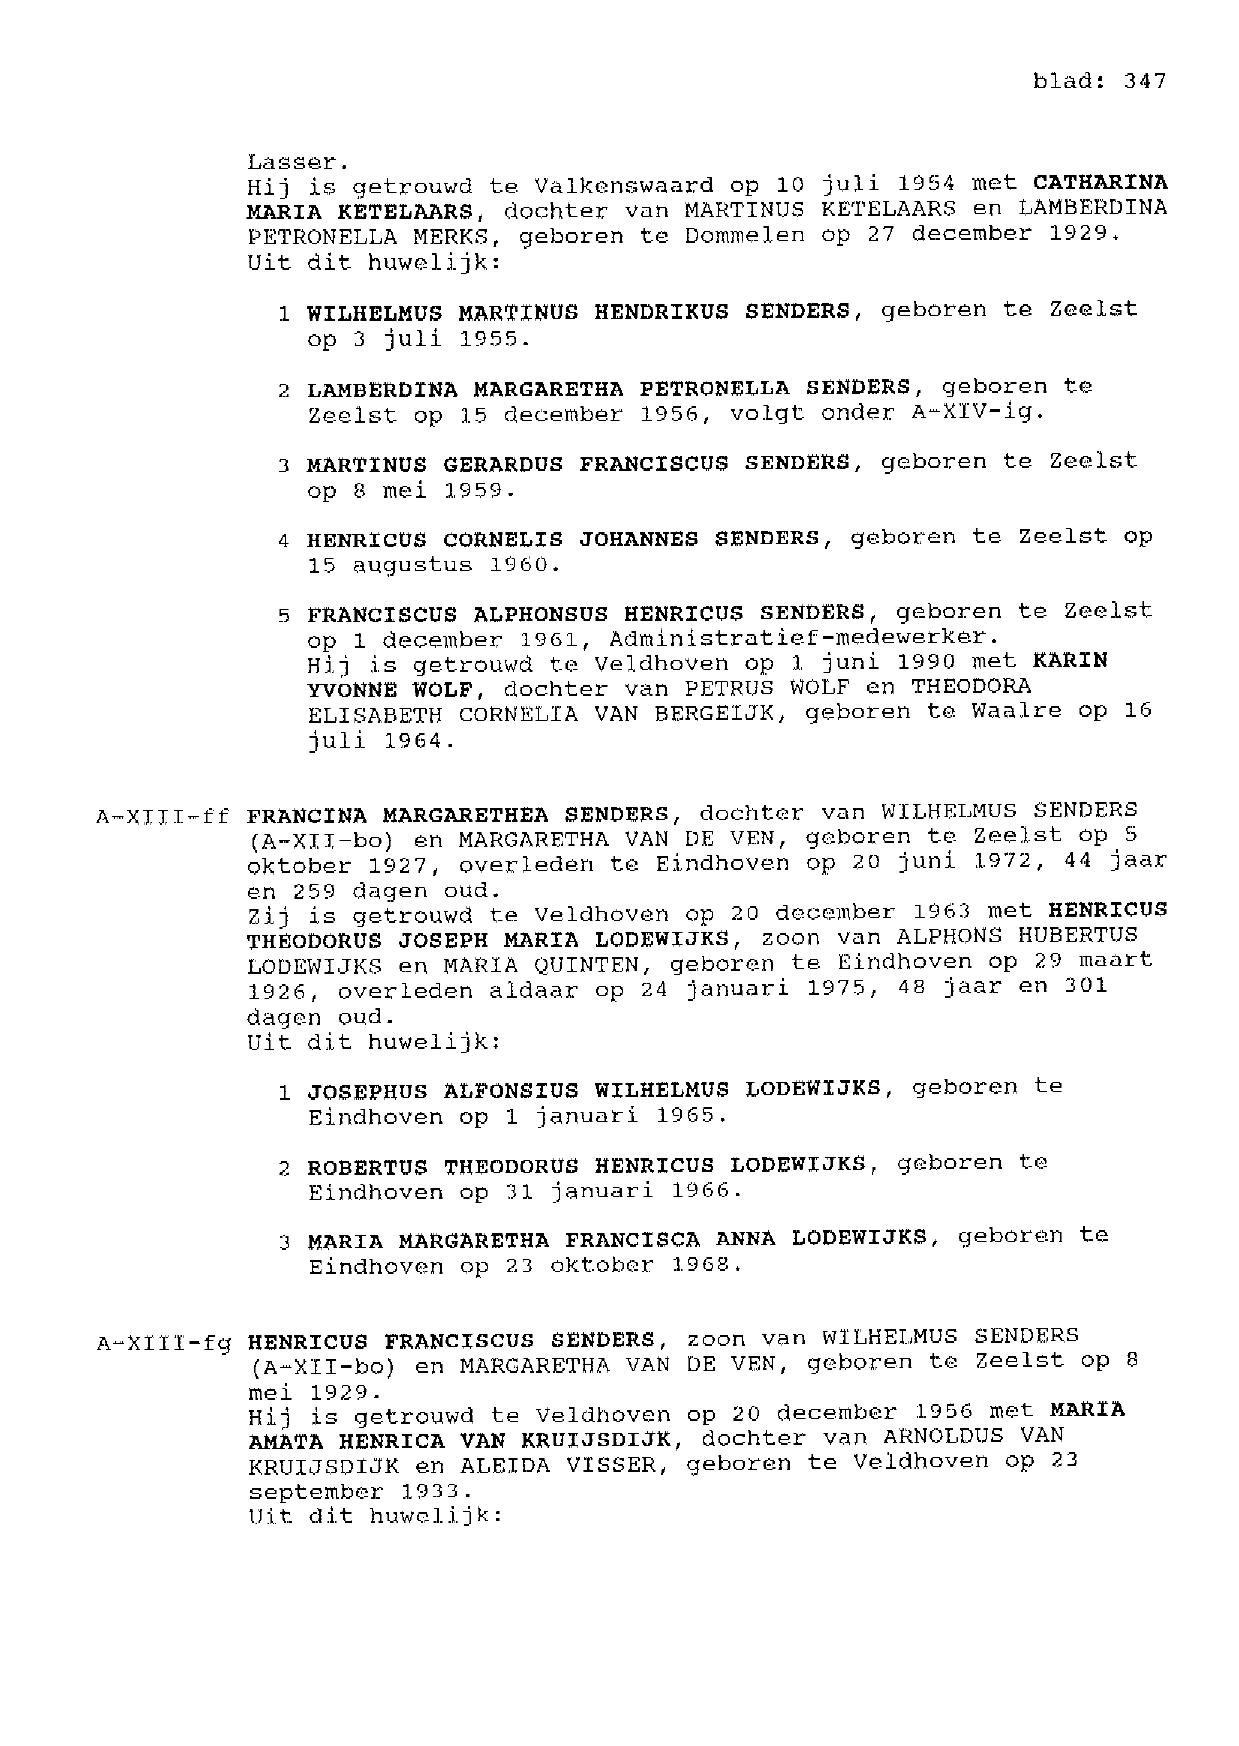 blad: 347
Lasser.
Hij is getrouwd te Valkenswaard op 10 juli 1954 met CATHARINA
MARIA KETELAARS, dochter van MARTINUS KETELAARS en LAMBERDINA
PETRONELLA MERKS, geboren te Dommelen op 27 december 1929.
Uit dit huwelijk:
1 WILHELMUS MARTINUS HENDRIKUS SENDERS, geboren te Zeelst
op 3 juli 1955.
2 LAMBERDINA MARGARETHA PETRONELLA SENDERS, geboren te
Zeelst op 15 december 1956, volgt onder A-XIV-ig.
3 MARTINUS GERARDUS FRANCISCUS SENDERS, geboren te Zeelst
op 8 mei 1959.
4 HENRICUS CORNELIS JOHANNES SENDERS, geboren te Zeelst op
15 augustus 1960.
5 FRANCISCUS ALPHONSUS HENRICUS SENDERS, geboren te Zeelst
op 1 december 1961, Administratief-medewerker.
Hij is getrouwd te Veldhoven op 1 juni 1990 met KARIN
YVONNE WOLF, dochter van PETRUS WOLF en THEODORA
ELISABETH CORNELIA VAN BERGEIJK, geboren te Waalre op 16
juli 1964.
A-XIII-ff FRANCINA MARGARETHEA SENDERS, dochter van WILHELMUS SENDERS
(A-XII-bo) en MARGARETHA VAN DE VEN, geboren te Zeelst op 5
oktober 1927, overleden te Eindhoven op 20 juni 1972, 44 jaar
en 259 dagen oud.
Zij is getrouwd te Veldhoven op 20 december 1963 met HENRICUS
THEODORUS JOSEPH MARIA LODEWIJKS, zoon van ALPHONS HUBERTUS
LODEWIJKS en MARIA QUINTEN, geboren te Eindhoven op 29 maart
1926, overleden aldaar op 24 januari 1975, 48 jaar en 301
dagen oud.
Uit dit huwelijk:
1 JOSEPHUS ALFONSIUS WILHELMUS LODEWIJKS, geboren te
Eindhoven op 1 januari 1965.
2 ROBERTUS THEODORUS HENRICUS LODEWIJKS, geboren te
Eindhoven op 31 januari 1966.
3 MARIA MARGARETHA FRANCISCA ANNA LODEWIJKS, geboren te
Eindhoven op 23 oktober 1968.
A-XIII-fg HENRICUS FRANCISCUS SENDERS, zoon van WILHELMUS SENDERS
(A-XII-bo) en MARGARETHA VAN DE VEN, geboren te Zeelst op 8
mei 1929.
Hij is getrouwd te Veldhoven op 20 december 1956 met MARIA
AMATA HENRICA VAN KRUIJSDIJK, dochter van ARNOLDUS VAN
KRUIJSDIJK en ALEIDA VISSER, geboren te Veldhoven op 23
september 1933.
Uit dit huwelijk: